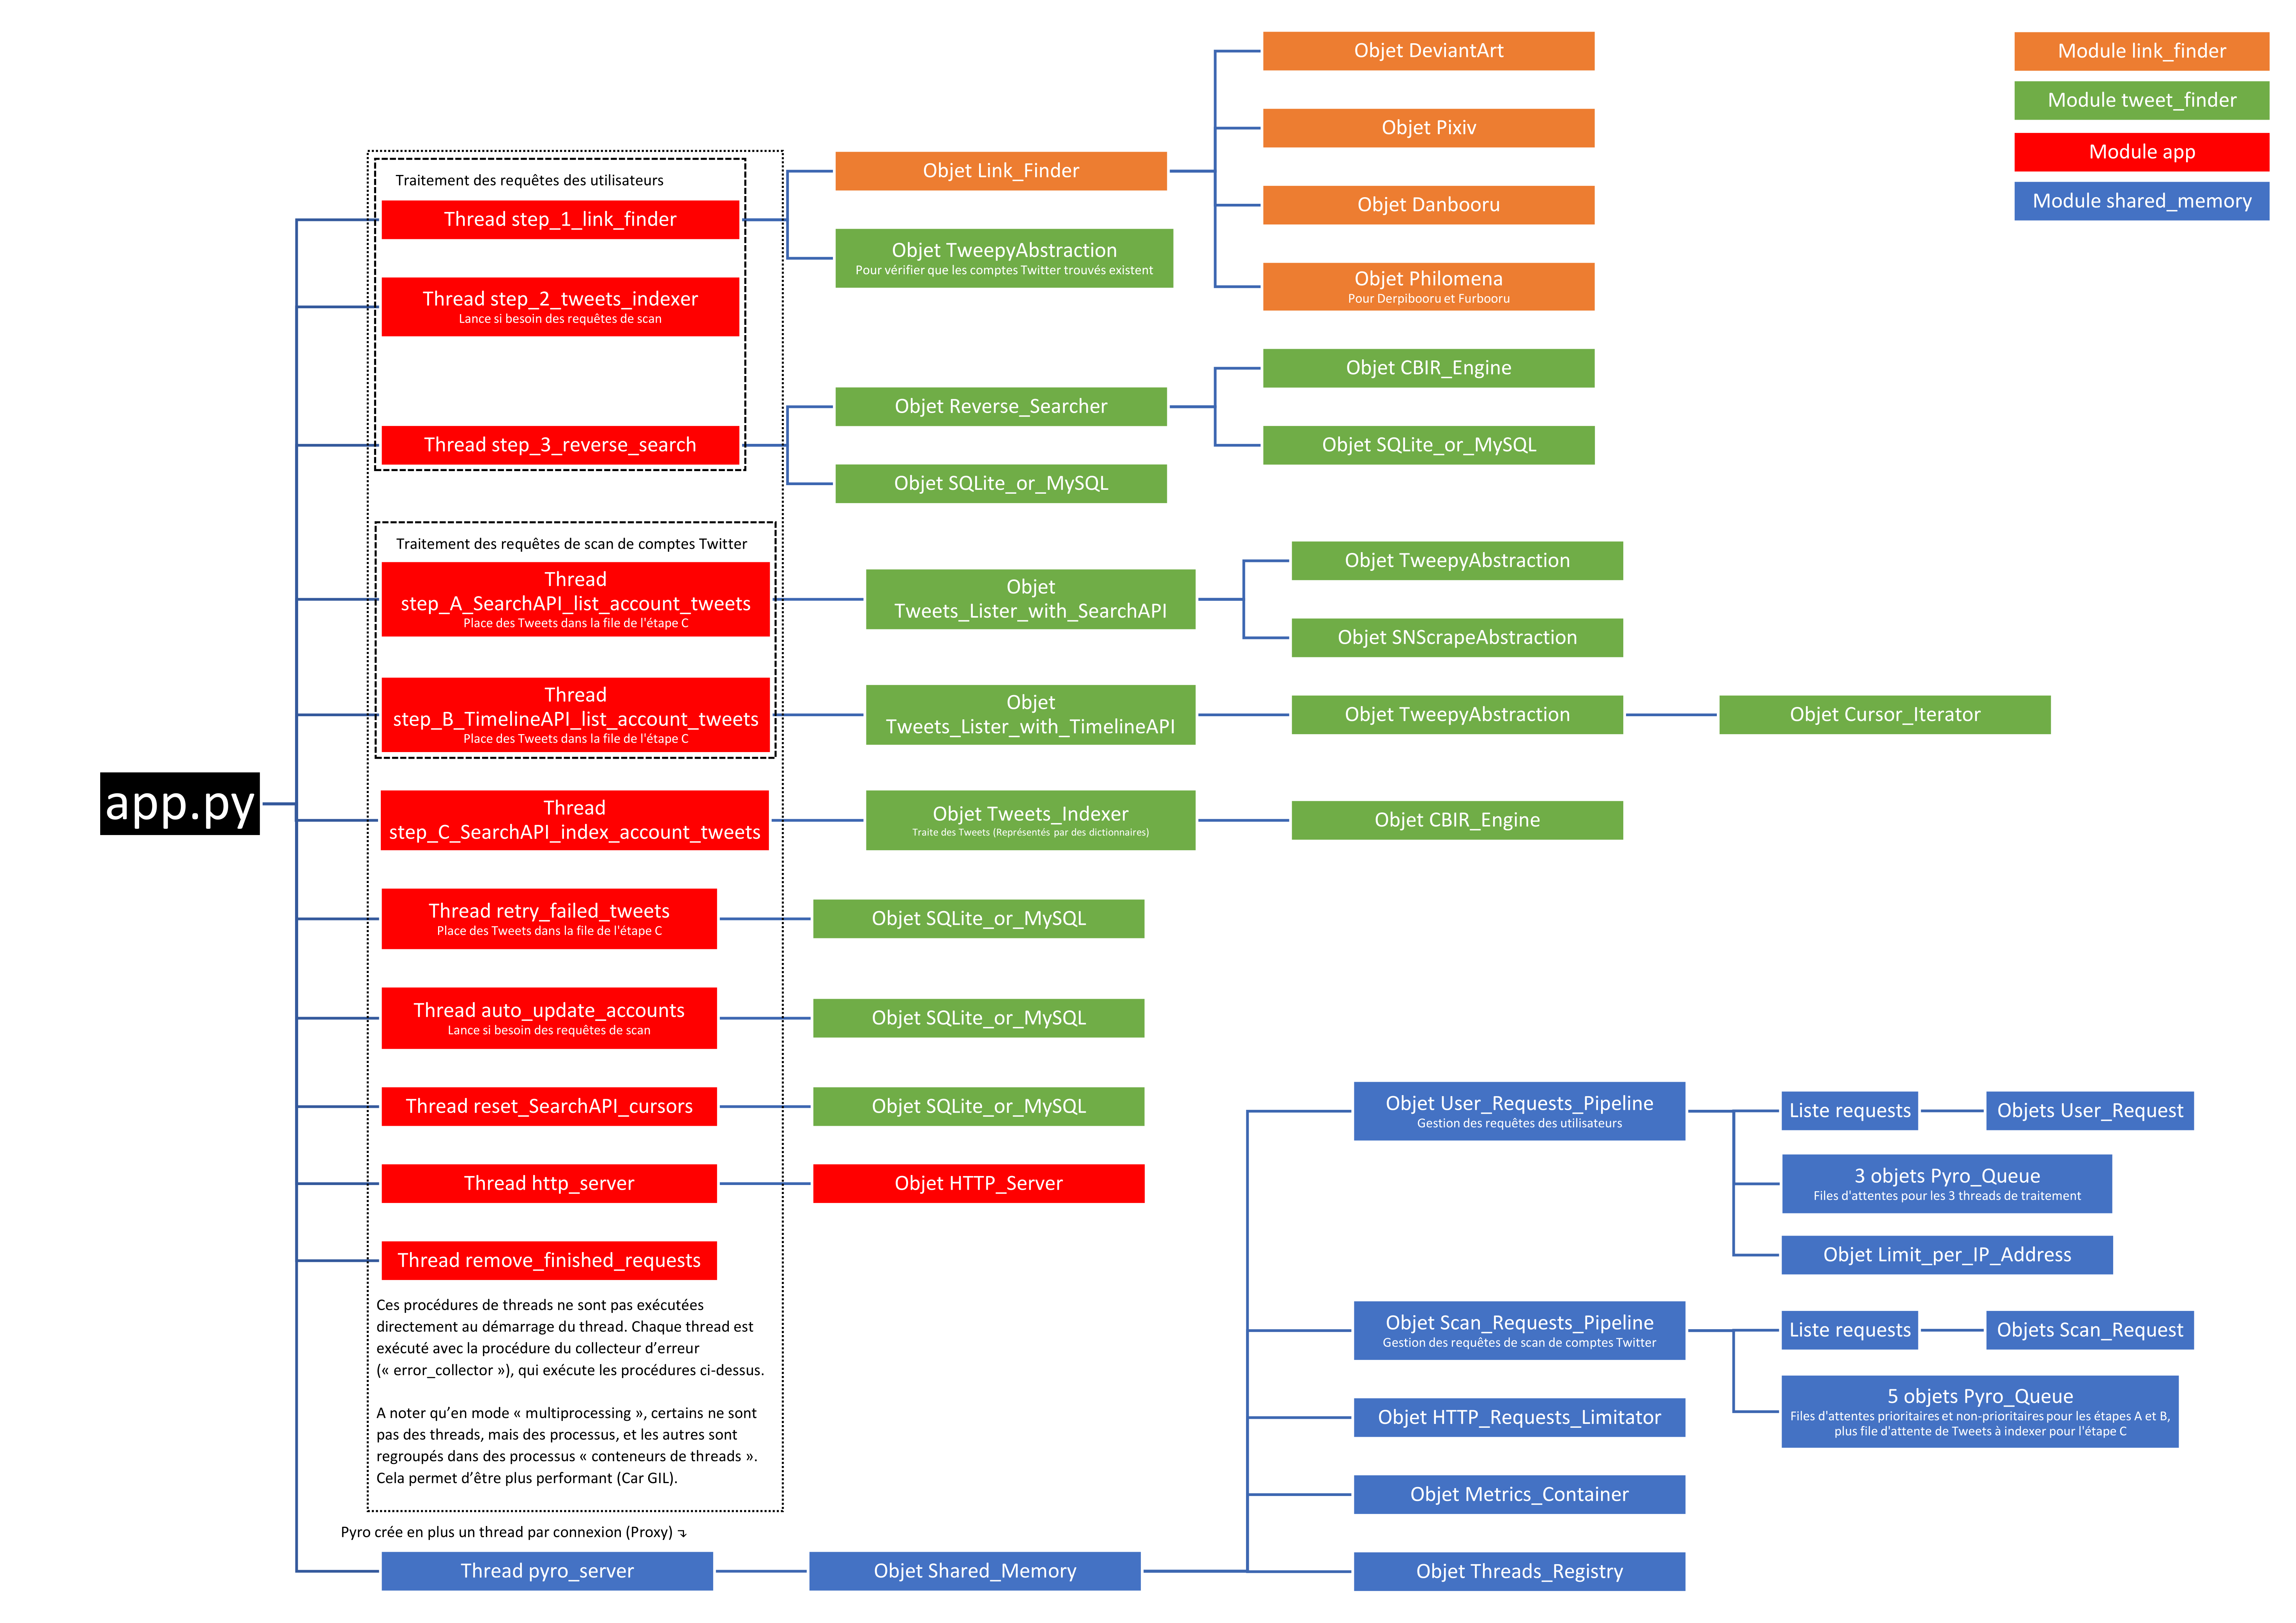 Module link_finder
Module tweet_finder
Module app
Module shared_memory
app.py
Traitement des requêtes des utilisateurs
Thread step_1_link_finder
Objet Link_Finder
Objet DeviantArt
Objet Pixiv
Objet Danbooru
Objet Philomena
Pour Derpibooru et Furbooru
Objet TweepyAbstraction
Pour vérifier que les comptes Twitter trouvés existent
Thread step_2_tweets_indexer
Lance si besoin des requêtes de scan
Thread step_3_reverse_search
Objet Reverse_Searcher
Objet CBIR_Engine
Objet SQLite_or_MySQL
Objet SQLite_or_MySQL
Traitement des requêtes de scan de comptes Twitter
Thread
step_A_SearchAPI_list_account_tweets
Place des Tweets dans la file de l'étape C
Objet
Tweets_Lister_with_SearchAPI
Objet TweepyAbstraction
Objet SNScrapeAbstraction
Thread
step_B_TimelineAPI_list_account_tweets
Place des Tweets dans la file de l'étape C
Objet
Tweets_Lister_with_TimelineAPI
Objet TweepyAbstraction
Objet Cursor_Iterator
Thread
step_C_SearchAPI_index_account_tweets
Objet Tweets_Indexer
Traite des Tweets (Représentés par des dictionnaires)
Objet CBIR_Engine
Thread retry_failed_tweets
Place des Tweets dans la file de l'étape C
Objet SQLite_or_MySQL
Thread auto_update_accounts
Lance si besoin des requêtes de scan
Objet SQLite_or_MySQL
Thread reset_SearchAPI_cursors
Objet SQLite_or_MySQL
Thread http_server
Objet HTTP_Server
Thread remove_finished_requests
Ces procédures de threads ne sont pas exécutées
directement au démarrage du thread. Chaque thread est
exécuté avec la procédure du collecteur d’erreur
(« error_collector »), qui exécute les procédures ci-dessus.
A noter qu’en mode « multiprocessing », certains ne sont
pas des threads, mais des processus, et les autres sont
regroupés dans des processus « conteneurs de threads ».
Cela permet d’être plus performant (Car GIL).
Pyro crée en plus un thread par connexion (Proxy) ⤵
Thread pyro_server
Objet Shared_Memory
Objet User_Requests_Pipeline
Gestion des requêtes des utilisateurs
Liste requests
Objets User_Request
3 objets Pyro_Queue
Files d'attentes pour les 3 threads de traitement
Objet Limit_per_IP_Address
Objet Scan_Requests_Pipeline
Gestion des requêtes de scan de comptes Twitter
Liste requests
Objets Scan_Request
5 objets Pyro_Queue
Files d'attentes prioritaires et non-prioritaires pour les étapes A et B,
plus file d'attente de Tweets à indexer pour l'étape C
Objet HTTP_Requests_Limitator
Objet Metrics_Container
Objet Threads_Registry